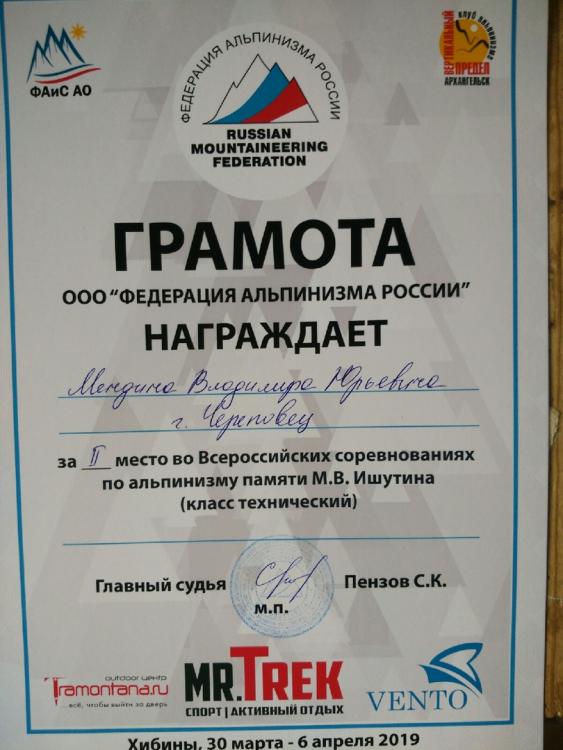 ФАиС АО
ФЕДЕРАЦИЯ АЛЬПИНИЗМА РОССИИ
RUSSIAN
MOUNTAINEERING
FEDERATION
клуб альпинизма
ВЕРТИКАЛЬНЫЙ
ПРЕДЕЛ
АРХАНГЕЛЬСК
ГРАМОТА
ООО "ФЕДЕРАЦИЯ АЛЬПИНИЗМА РОССИИ"
НАГРАЖДАЕТ
Мендина Владимира Юрьевича
г. Череповец
за II место во Всероссийских соревнованиях
по альпинизму памяти М.В. Ишутина
(класс технический)
Главный судья Пензов С.К.
м.п.
outdoor центр
Tramontana.ru
...всё, чтобы выйти за дверь
MR.TREK
СПОРТ | АКТИВНЫЙ ОТДЫХ
VENTO
Хибины, 30 марта - 6 апреля 2019